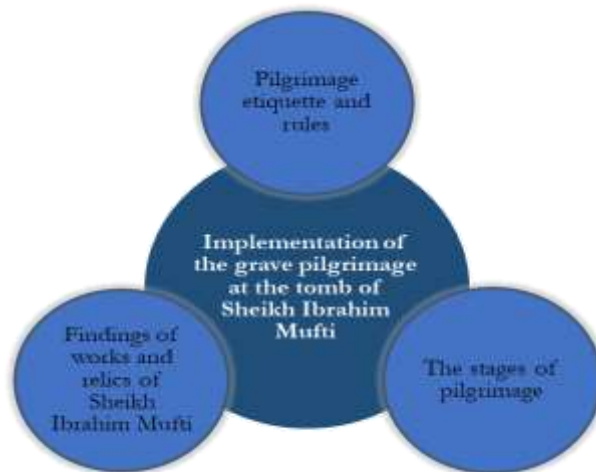 Pilgrimage
etiquette and
rules
Implementation of
the grave pilgrimage
at the tomb of
Sheikh Ibrahim
Mufti
Findings of
works and
relics of
Sheikh
Ibrahim Mufti
The stages of
pilgrimage